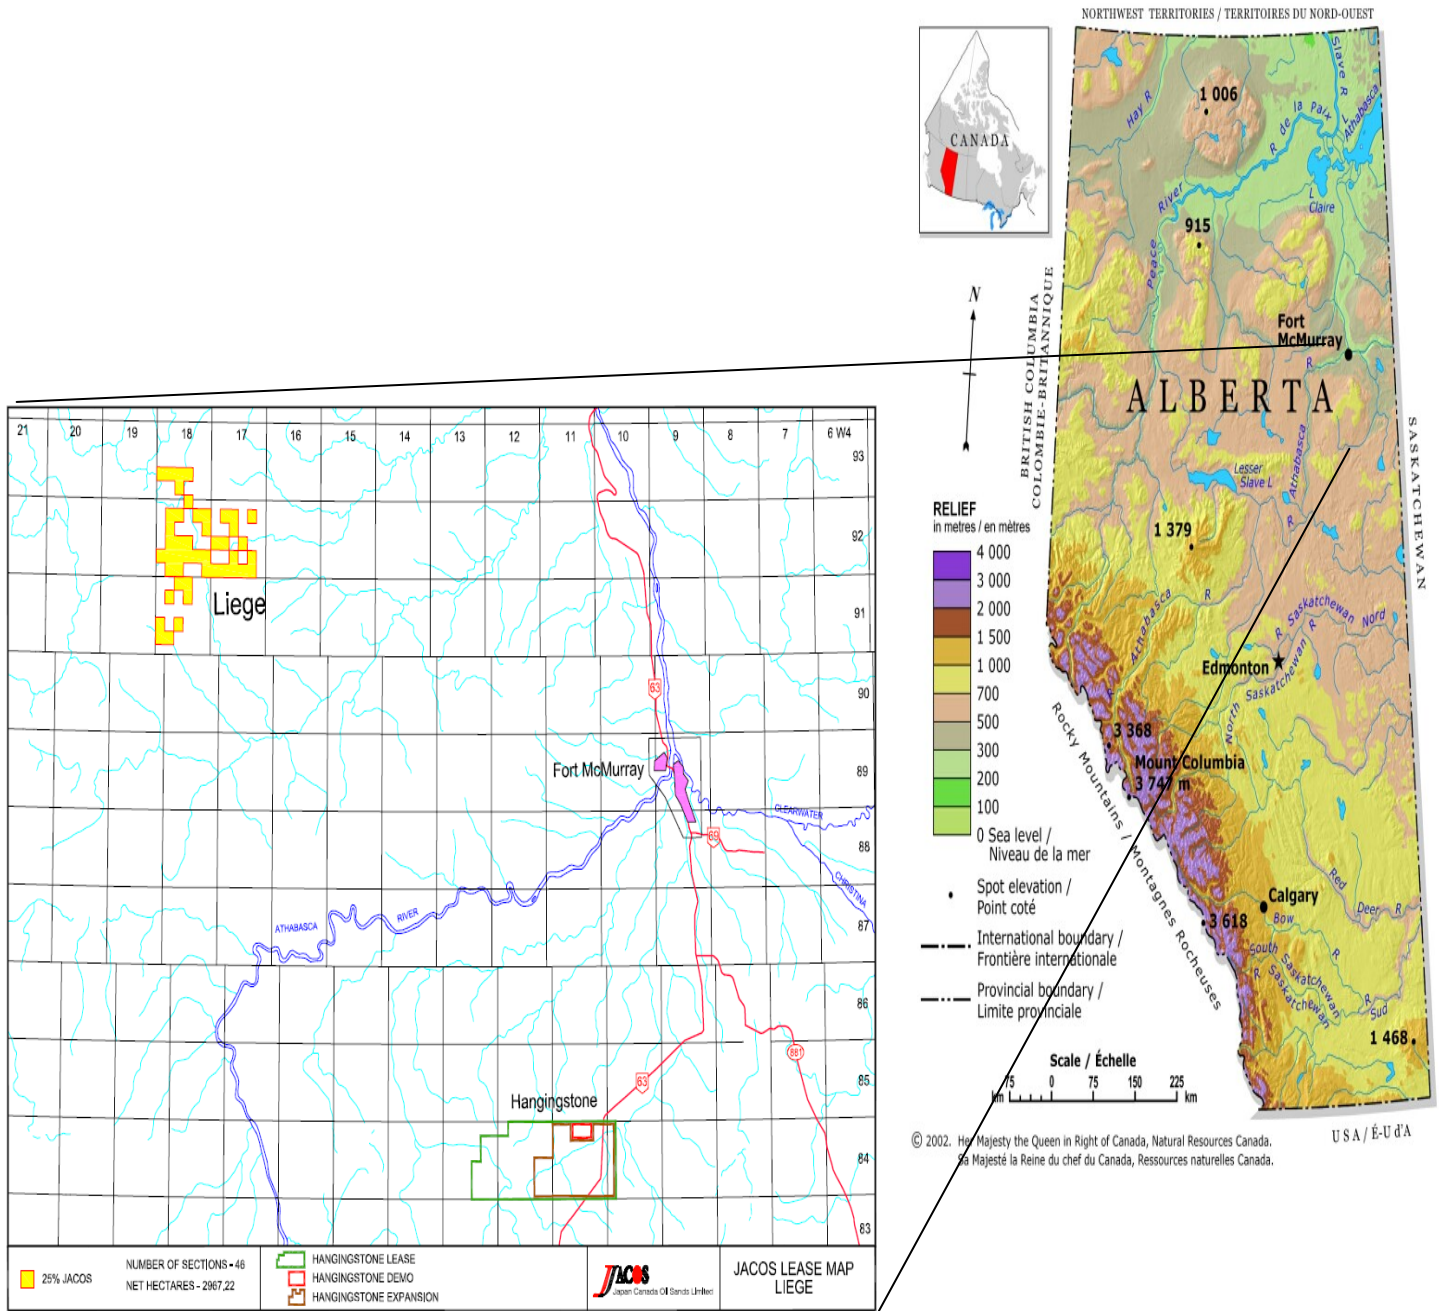 NORTHWEST TERRITORIES / TERRITOIRES DU NORD-OUEST
CANADA
N
BRITISH COLUMBIA
COLOMBIE-BRITANNIQUE
SASKATCHEWAN
ALBERTA
1 006
Hay R
Slave R
L Athabasca
R de la Paix
L
Claire
River
Peace
915
Fort
McMurray
R
Athabasca
R
Lesser
Slave L
1 379
Athabasca
R
R Saskatchewan Nord
Edmonton
North Saskatchewan R
3 368
Mount Columbia
3 747 m
Rocky Mountains / Montagnes Rocheuses
Calgary
Bow
R
Red
Deer R
3 618
South
Saskatchewan
R
R Saskatchewan
Sud
1 468
USA / É-U d'A
RELIEF
in metres / en mètres
4 000
3 000
2 000
1 500
1 000
700
500
300
200
100
0 Sea level /
Niveau de la mer
Spot elevation /
Point coté
International boundary /
Frontière internationale
Provincial boundary /
Limite provinciale
Scale / Échelle
75 0 75 150 225
km km
© 2002. Her Majesty the Queen in Right of Canada, Natural Resources Canada.
Sa Majesté la Reine du chef du Canada, Ressources naturelles Canada.
21 20 19 18 17 16 15 14 13 12 11 10 9 8 7 6 W4
93
92
91
90
89
88
87
86
85
84
83
Liege
63
Fort McMurray
CLEARWATER
69
CHRISTINA
ATHABASCA
RIVER
881
63
Hangingstone
25% JACOS
NUMBER OF SECTIONS - 46
NET HECTARES - 2967,22
HANGINGSTONE LEASE
HANGINGSTONE DEMO
HANGINGSTONE EXPANSION
JACOS
Japan Canada Oil Sands Limited
JACOS LEASE MAP
LIEGE